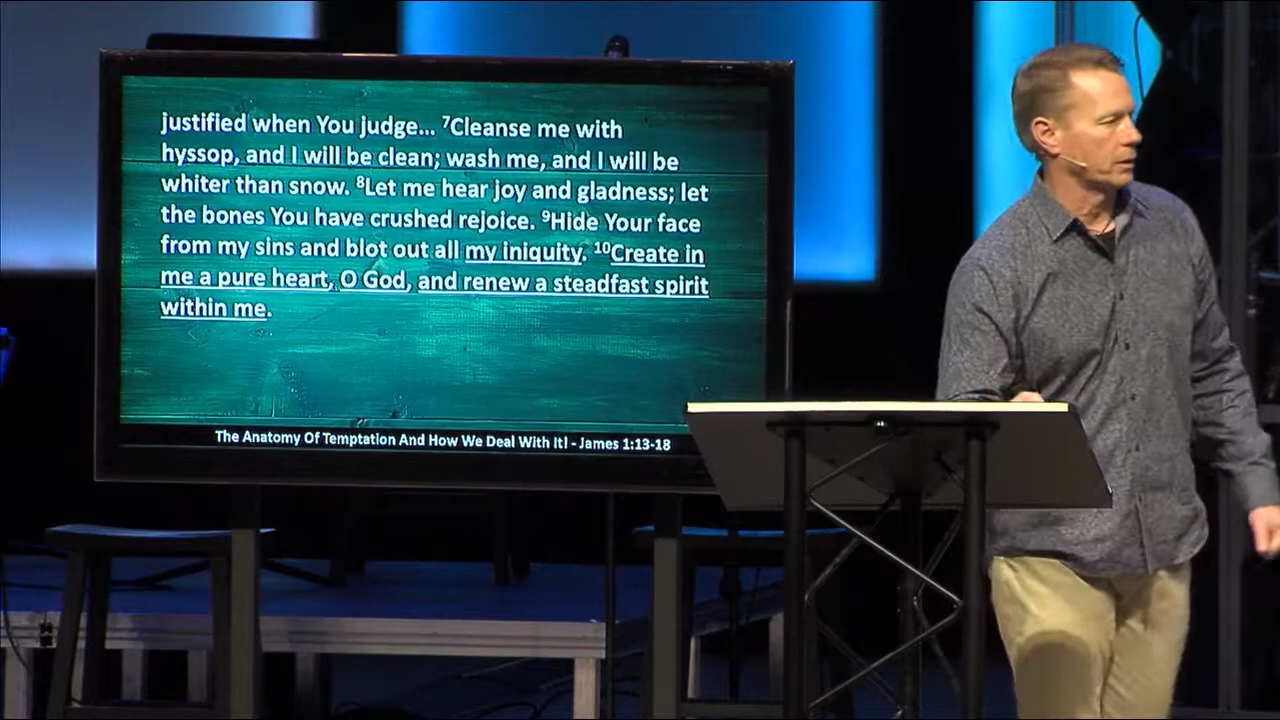 justified when You judge... ⁷Cleanse me with
hyssop, and I will be clean; wash me, and I will be
whiter than snow. ⁸Let me hear joy and gladness; let
the bones You have crushed rejoice. ⁹Hide Your face
from my sins and blot out all my iniquity. ¹⁰Create in
me a pure heart, O God, and renew a steadfast spirit
within me.
The Anatomy Of Temptation And How We Deal With It! - James 1:13-18